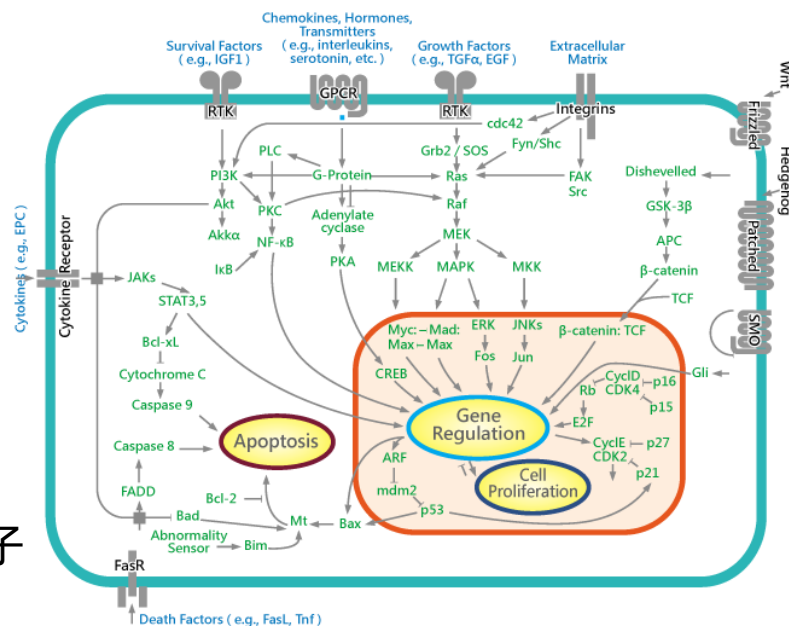 Chemokines, Hormones,
Transmitters
( e.g., interleukins,
serotonin, etc. )
Survival Factors
( e.g., IGF1 )
Growth Factors
( e.g., TGFα, EGF )
Extracellular
Matrix
RTK
GPCR
RTK
Integrins
Wnt
Frizzled
Hedgenog
Patched
SMO
cdc42
PLC
Grb2 / SOS
Fyn/Shc
PI3K
G-Protein
Ras
FAK
Src
Dishevelled
Akt
PKC
Adenylate
cyclase
Raf
GSK-3β
Akkα
NF-κB
MEK
APC
IκB
PKA
MEKK
MAPK
MKK
β-catenin
TCF
Cytokines ( e.g., EPC)
Cytokine Receptor
JAKs
STAT3,5
Bcl-xL
Cytochrome C
Caspase 9
Caspase 8
FADD
Apoptosis
Myc: – Mad:
Max – Max
ERK
JNKs
β-catenin: TCF
Fos
Jun
CREB
Gene
Regulation
Gli
CyclD
CDK4
p16
p15
Rb
E2F
CyclE
CDK2
p27
p21
ARF
mdm2
p53
Cell
Proliferation
Bcl-2
Bad
Mt
Bax
Abnormality
Sensor
Bim
子
FasR
Death Factors ( e.g., FasL, Tnf )